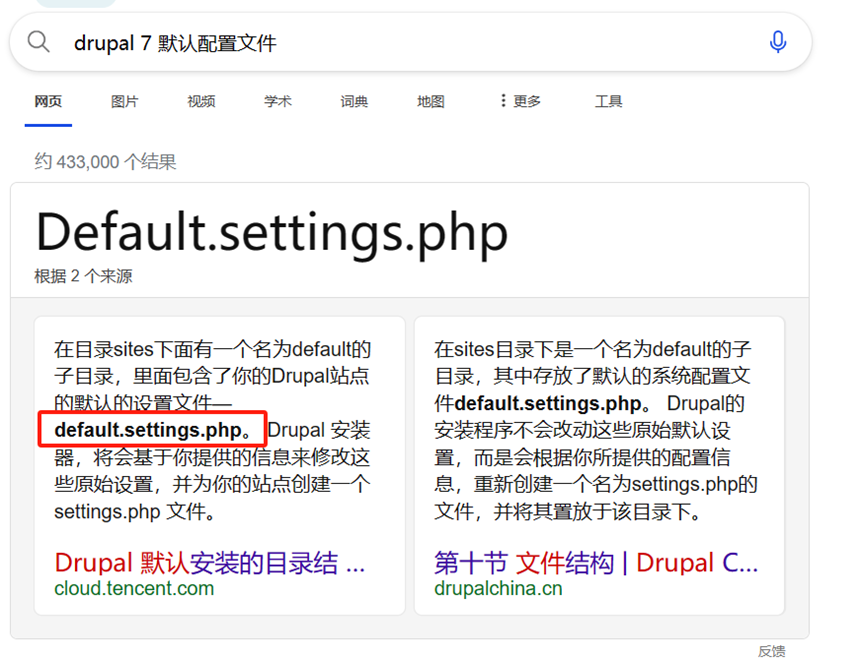 drupal 7 默认配置文件
网页 图片 视频 学术 词典 地图 更多 工具
约 433,000 个结果
Default.settings.php
根据 2 个来源
在目录sites下面有一个名为default的
子目录，里面包含了你的Drupal站点
的默认的设置文件—
default.settings.php。 Drupal 安装
器，将会基于你提供的信息来修改这
些原始设置，并为你的站点创建一个
settings.php 文件。
Drupal 默认安装的目录结 ...
cloud.tencent.com
在sites目录下是一个名为default的子
目录，其中存放了默认的系统配置文
件default.settings.php。 Drupal的
安装程序不会改动这些原始默认设
置，而是会根据你所提供的配置信
息，重新创建一个名为settings.php的
文件，并将其置放于该目录下。
第十节 文件结构 | Drupal C...
drupalchina.cn
反馈